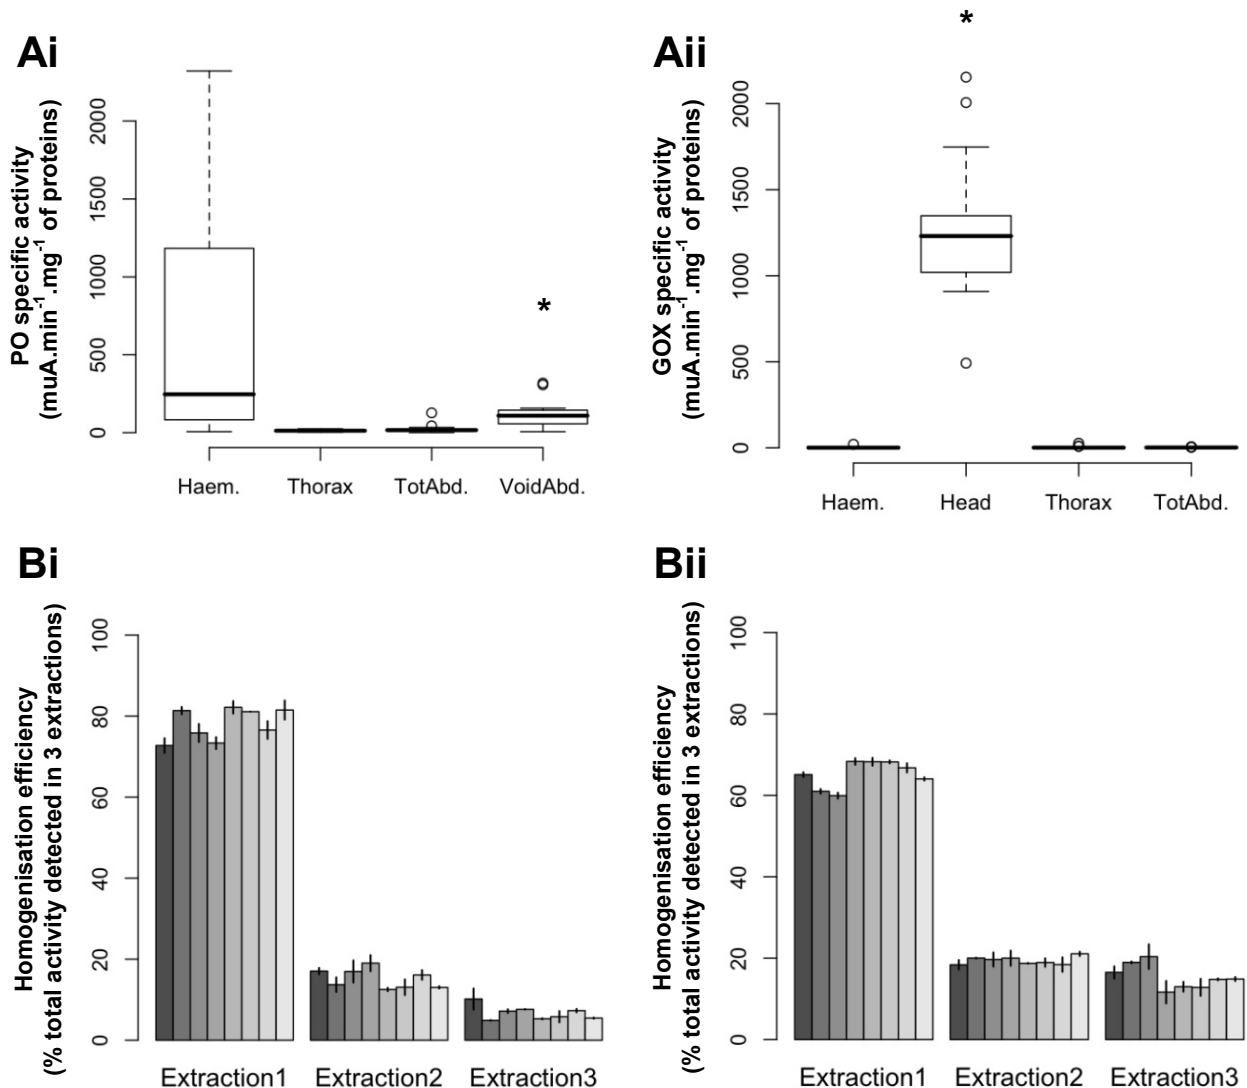 Ai
PO specific activity
(muA.min-1.mg-1 of proteins)
2000
1500
1000
500
0
*
Haem. Thorax TotAbd. VoidAbd.
Aii
GOX specific activity
(muA.min-1.mg-1 of proteins)
*
2000
1500
1000
500
0
Haem. Head Thorax TotAbd.
Bi
Homogenisation efficiency
(% total activity detected in 3 extractions)
100
80
60
40
20
0
Extraction1 Extraction2 Extraction3
Bii
Homogenisation efficiency
(% total activity detected in 3 extractions)
100
80
60
40
20
0
Extraction1 Extraction2 Extraction3